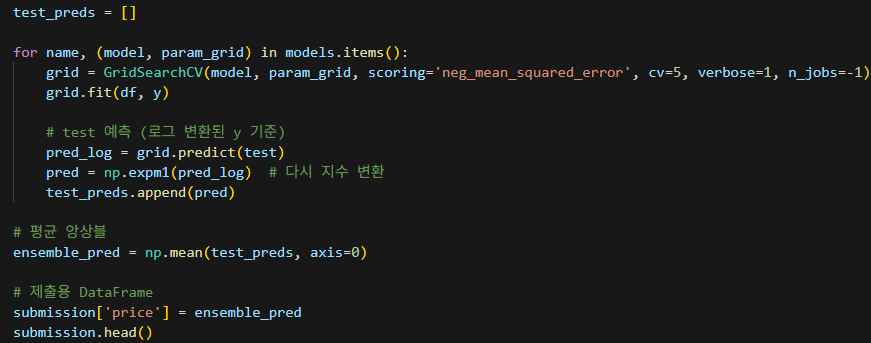 test_preds = []

for name, (model, param_grid) in models.items():
    grid = GridSearchCV(model, param_grid, scoring='neg_mean_squared_error', cv=5, verbose=1, n_jobs=-1)
    grid.fit(df, y)

    # test 예측 (로그 변환된 y 기준)
    pred_log = grid.predict(test)
    pred = np.expm1(pred_log)  # 다시 지수 변환
    test_preds.append(pred)

# 평균 앙상블
ensemble_pred = np.mean(test_preds, axis=0)

# 제출용 DataFrame
submission['price'] = ensemble_pred
submission.head()